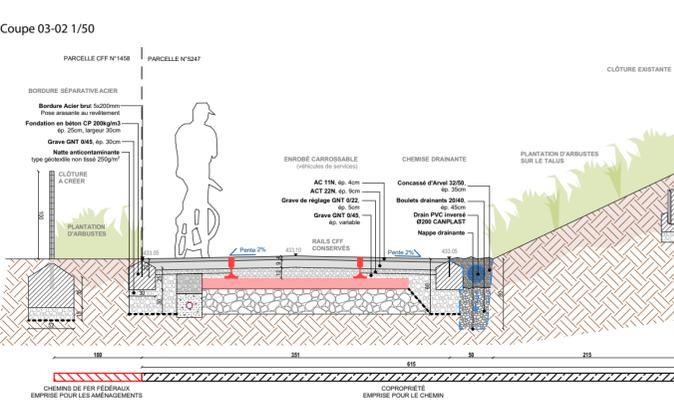 Coupe 03-02 1/50
PARCELLE CFF N°1458
PARCELLE N°5247
CLÔTURE EXISTANTE
BORDURE SÉPARATIVE ACIER
Bordure Acier brut 5x200mm
Pose arasante au revêtement
Fondation en béton CP 200kg/m3
ép. 25cm, largeur 30cm
Grave GNT 0/45, ép. 30cm
Natte anticontaminante
type géotextile non tissé 250g/m²
CLÔTURE
A CRÉER
PLANTATION
D'ARBUSTES
ENROBÉ CARROSSABLE
(véhicules de services)
AC 11N, ép. 4cm
ACT 22N, ép. 9cm
Grave de réglage GNT 0/22,
ép. 5cm
Grave GNT 0/45,
ép. variable
RAILS CFF
CONSERVÉS
CHEMISE DRAINANTE
Concassé d'Arvel 32/50,
ép. 35cm
Boulets drainants 20/40,
ép. 45cm
Drain PVC inversé
Ø200 CANPLAST
Nappe drainante
PLANTATION D'ARBUSTES
SUR LE TALUS
433.05
Pente 2%
433.10
Pente 2%
433.05
180
351
50
215
615
CHEMINS DE FER FÉDÉRAUX
EMPRISE POUR LES AMÉNAGEMENTS
COPROPRIÉTÉ
EMPRISE POUR LE CHEMIN